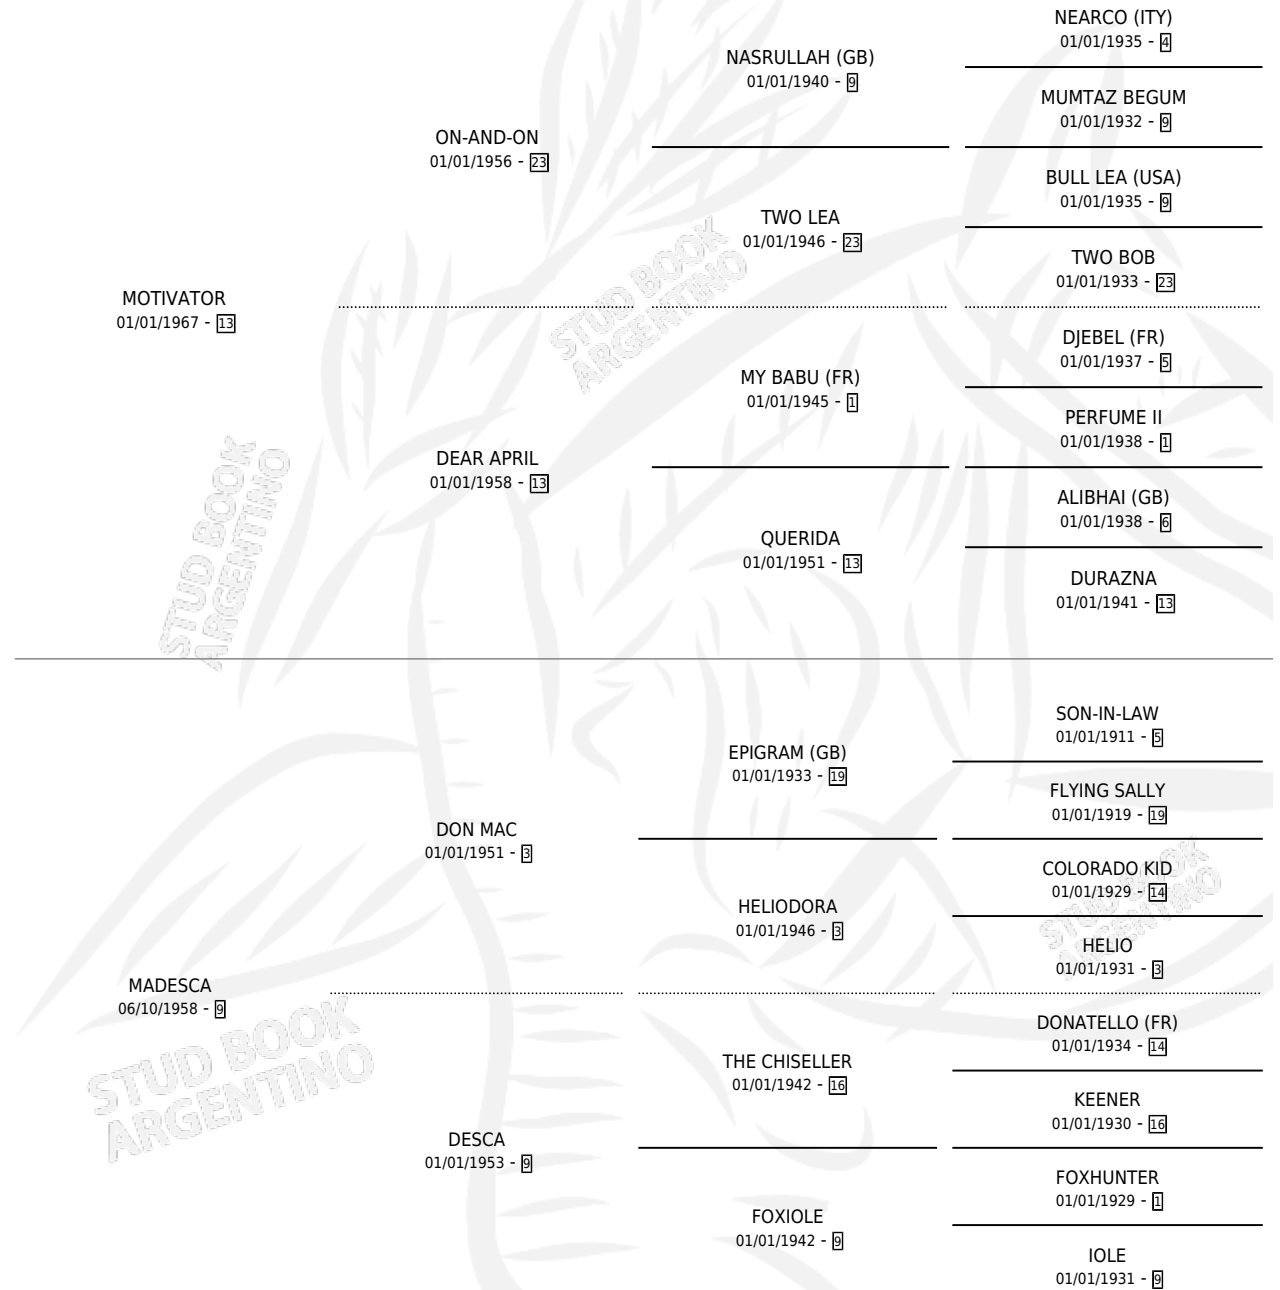 NEARCO (ITY)
01/01/1935 - 4
NASRULLAH (GB)
01/01/1940 - 9
MUMTAZ BEGUM
01/01/1932 - 9
ON-AND-ON
01/01/1956 - 23
BULL LEA (USA)
01/01/1935 - 9
TWO LEA
01/01/1946 - 23
TWO BOB
01/01/1933 - 23
MOTIVATOR
01/01/1967 - 13
DJEBEL (FR)
01/01/1937 - 5
MY BABU (FR)
01/01/1945 - 1
PERFUME II
01/01/1938 - 1
DEAR APRIL
01/01/1958 - 13
ALIBHAI (GB)
01/01/1938 - 6
QUERIDA
01/01/1951 - 13
DURAZNA
01/01/1941 - 13
STUD BOOK
ARGENTINO
STUD BOOK
ARGENTINO
SON-IN-LAW
01/01/1911 - 5
EPIGRAM (GB)
01/01/1933 - 19
FLYING SALLY
01/01/1919 - 19
DON MAC
01/01/1951 - 3
COLORADO KID
01/01/1929 - 14
HELIODORA
01/01/1946 - 3
HELIO
01/01/1931 - 3
MADESCA
06/10/1958 - 9
DONATELLO (FR)
01/01/1934 - 14
THE CHISELLER
01/01/1942 - 16
KEENER
01/01/1930 - 16
DESCA
01/01/1953 - 9
FOXHUNTER
01/01/1929 - 1
FOXIOLE
01/01/1942 - 9
IOLE
01/01/1931 - 9
STUD BOOK
ARGENTINO
STUD BOOK
ARGENTINO